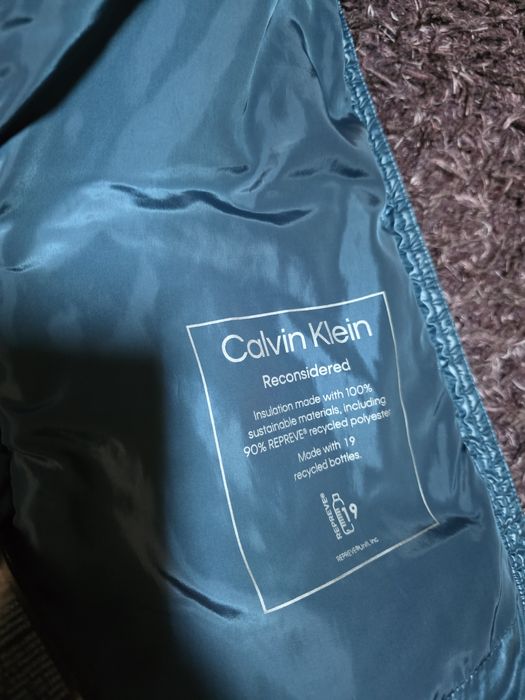 Calvin Klein
Reconsidered
Insulation made with 100%
sustainable materials, including
90% REPREVE® recycled polyester
Made with 19
recycled bottles.
REPREVE®
19